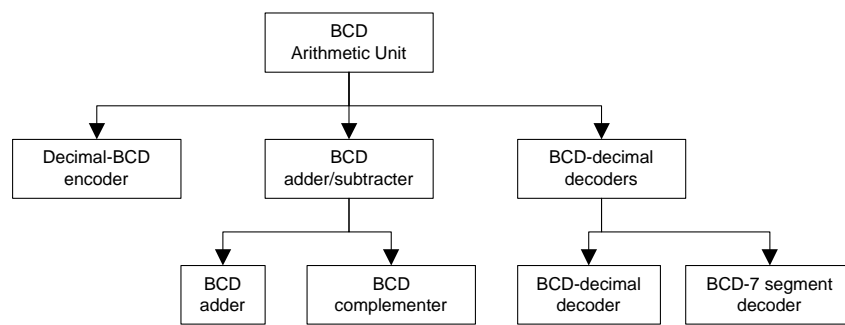 BCD
Arithmetic Unit
Decimal-BCD
encoder
BCD
adder/subtracter
BCD-decimal
decoders
BCD
adder
BCD
complementer
BCD-decimal
decoder
BCD-7 segment
decoder